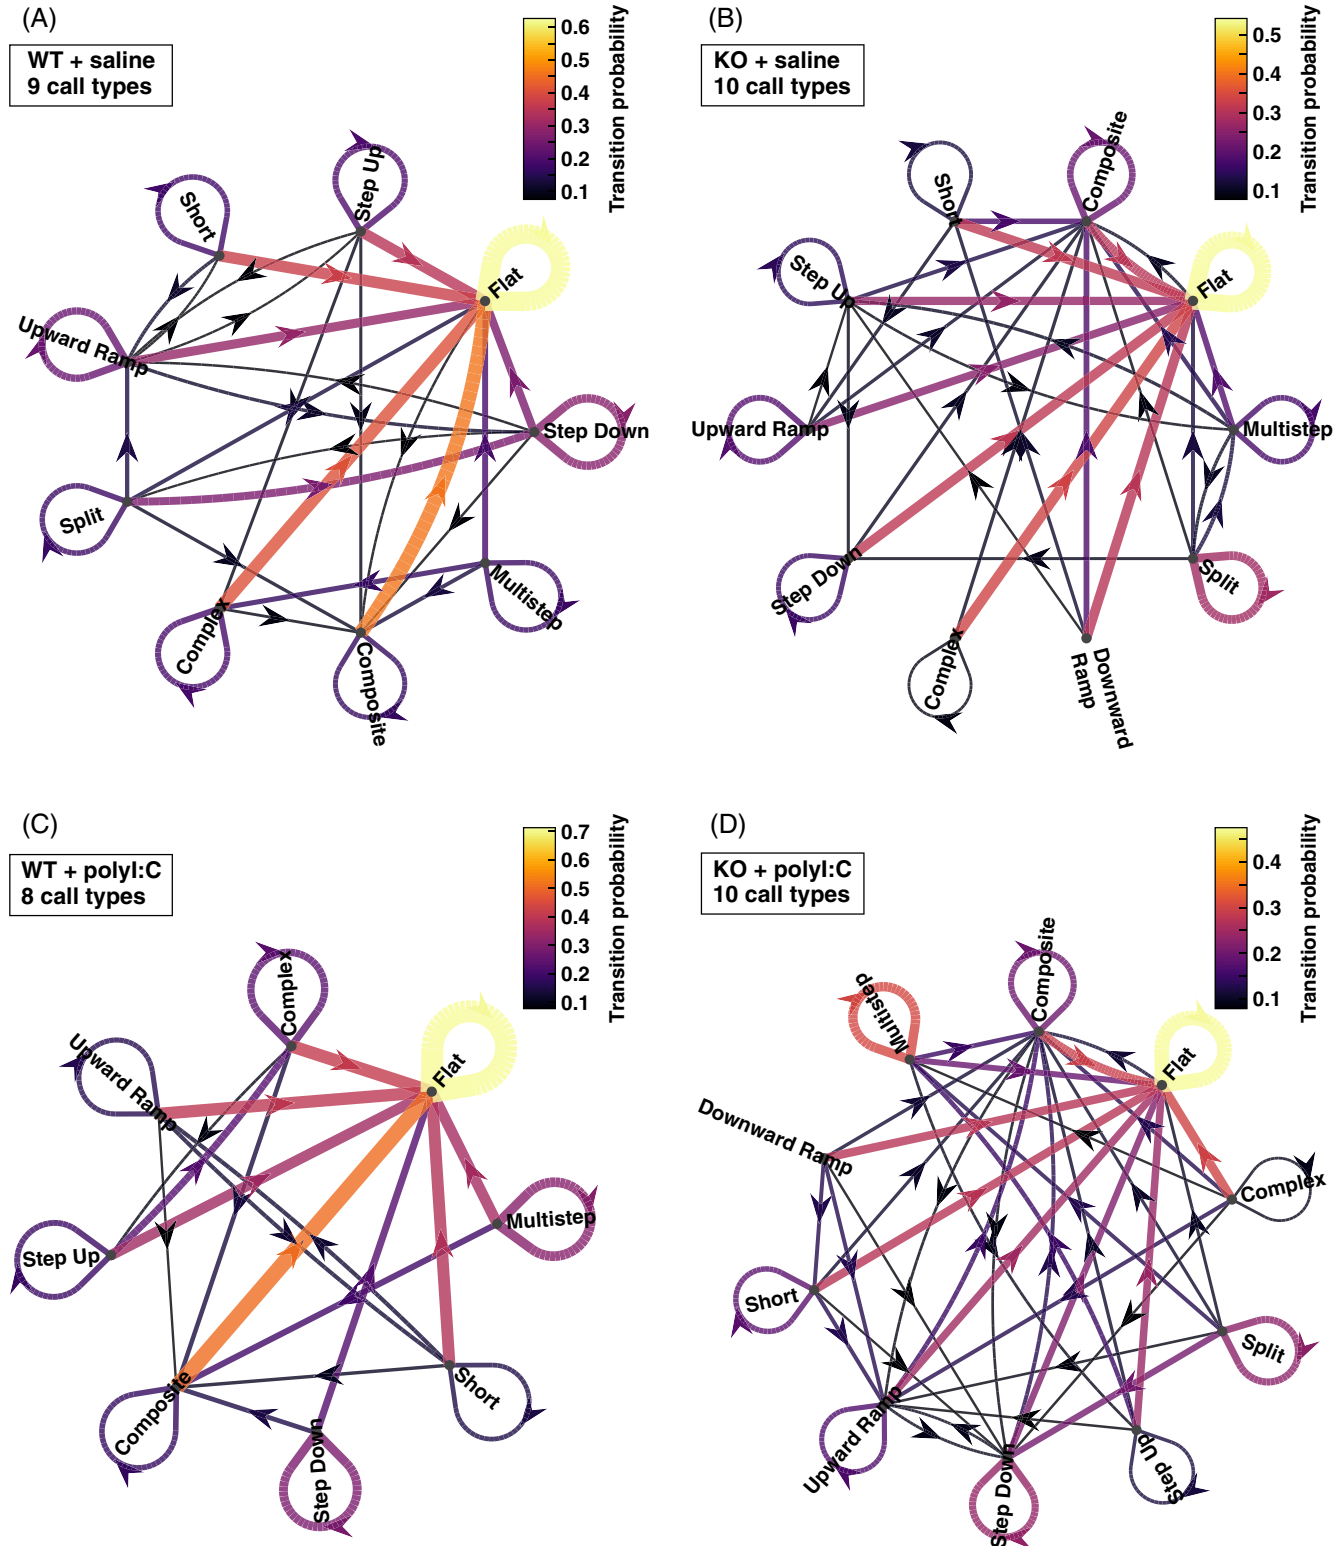 (A)
WT + saline
9 call types
0.6
0.5
0.4
0.3
0.2
0.1
Transition probability
Step Up
Short
Flat
Upward Ramp
Step Down
Split
Multistep
Complex
Composite
(B)
KO + saline
10 call types
0.5
0.4
0.3
0.2
0.1
Transition probability
Composite
Short
Step Up
Flat
Upward Ramp
Multistep
Step Down
Split
Complex
Downward
Ramp
(C)
WT + polyI:C
8 call types
0.7
0.6
0.5
0.4
0.3
0.2
0.1
Transition probability
Complex
Upward Ramp
Flat
Multistep
Step Up
Short
Composite
Step Down
(D)
KO + polyI:C
10 call types
0.4
0.3
0.2
0.1
Transition probability
Composite
Multistep
Flat
Downward Ramp
Complex
Short
Split
Upward Ramp
Step Up
Step Down